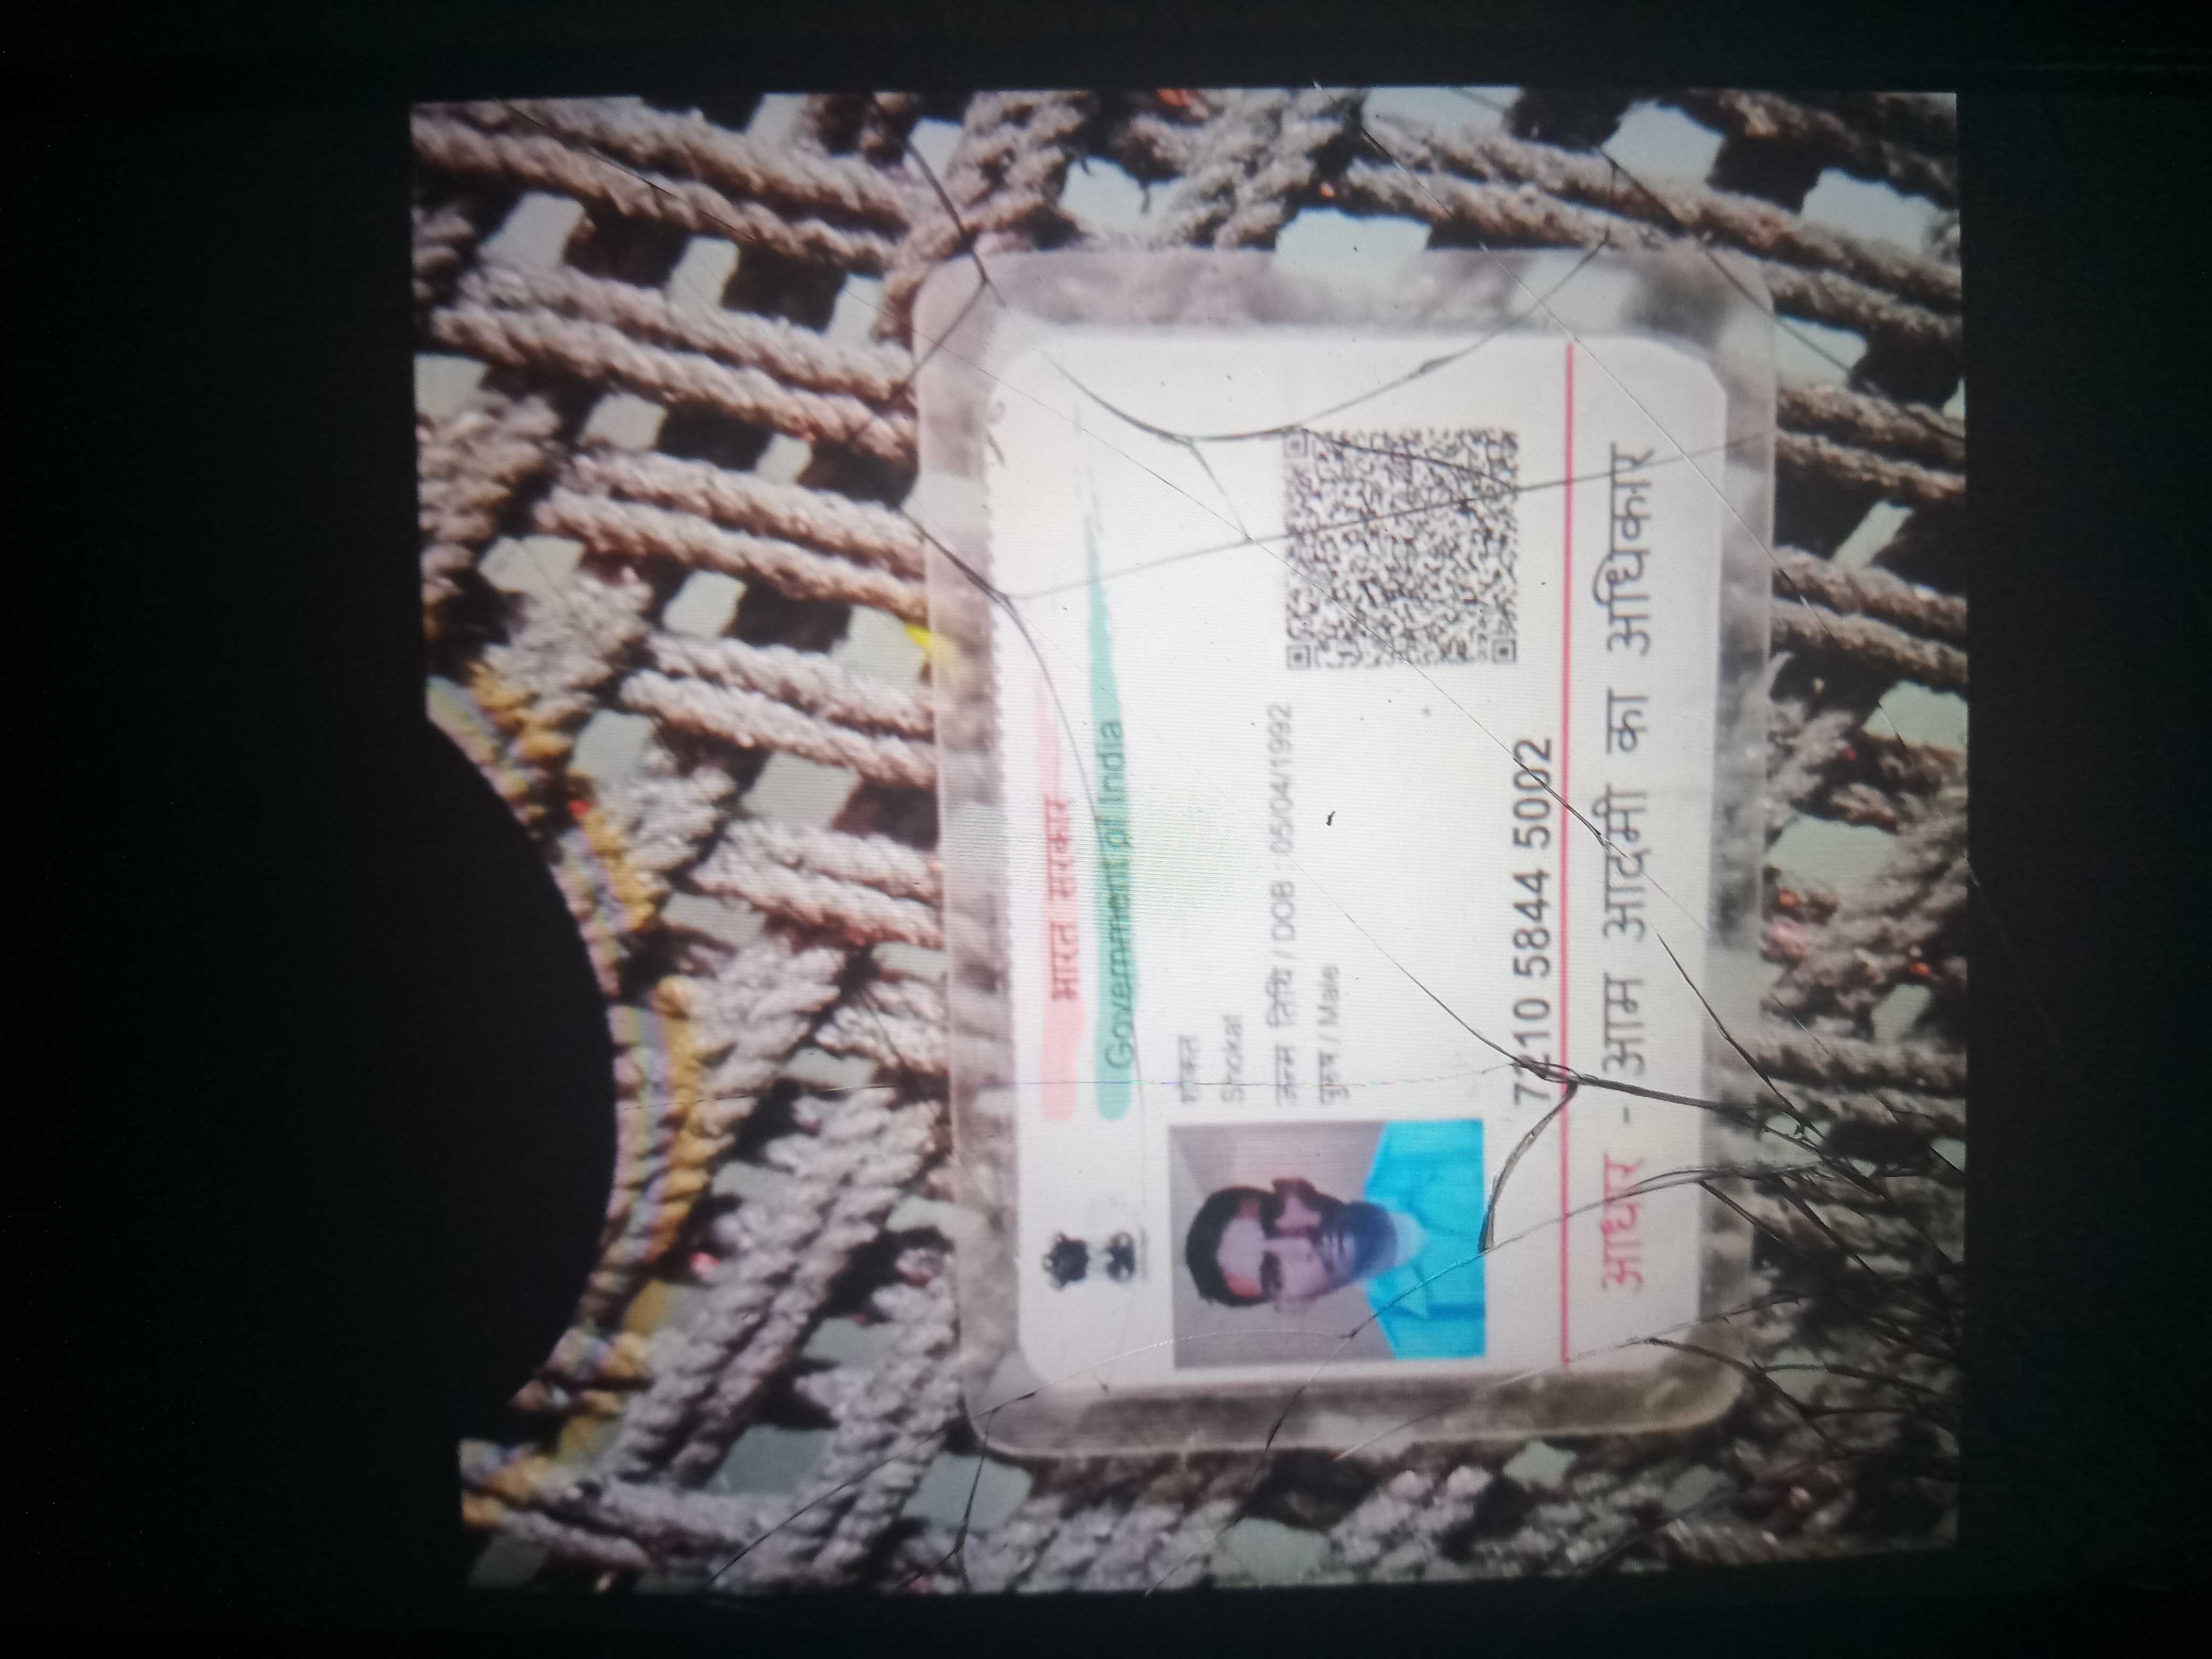 भारत सरकार
Government of India
शोकत
Shokat
जन्म तिथि / DOB : 05/04/1992
पुरुष / Male
5844 5002
आधार - आम आदमी का अधिकार